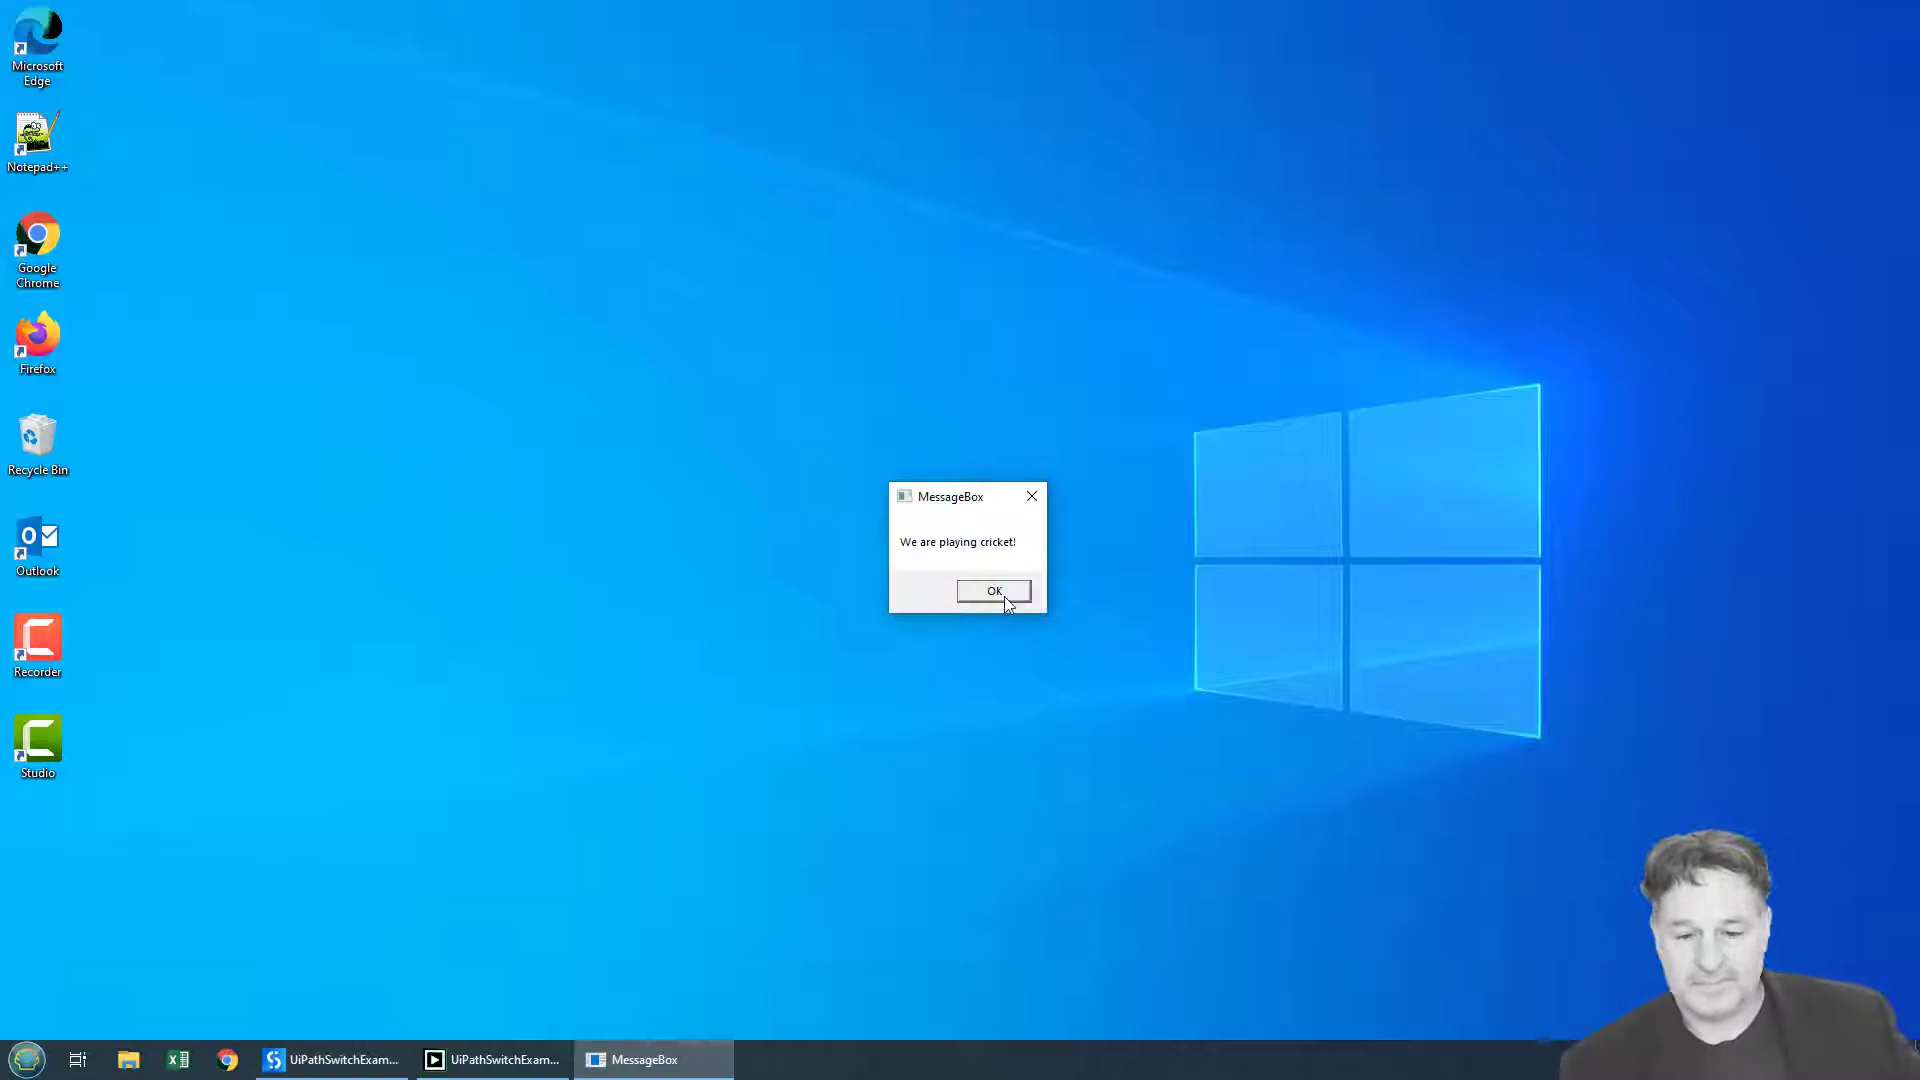 Microsoft
Edge
Notepad++
Google
Chrome
Firefox
Recycle Bin
Outlook
Recorder
Studio
MessageBox
We are playing cricket!
OK
UiPathSwitchExam...
UiPathSwitchExam...
MessageBox